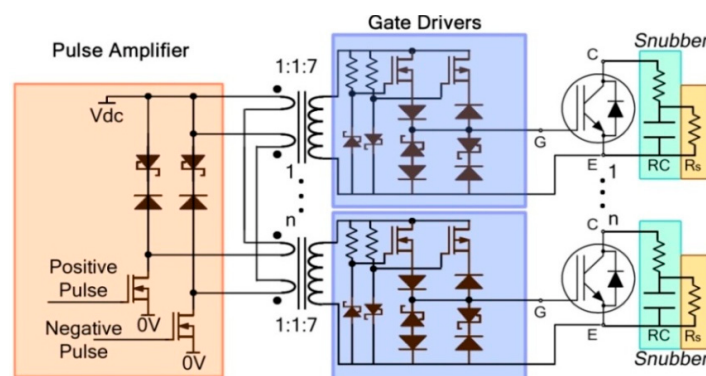 Gate Drivers
Pulse Amplifier
Snubber
1:1:7
C
Vdc
G
E
RC
Rs
1
1
n
n
C
Positive
Pulse
Negative
Pulse
0V
0V
1:1:7
G
E
RC
Rs
Snubber